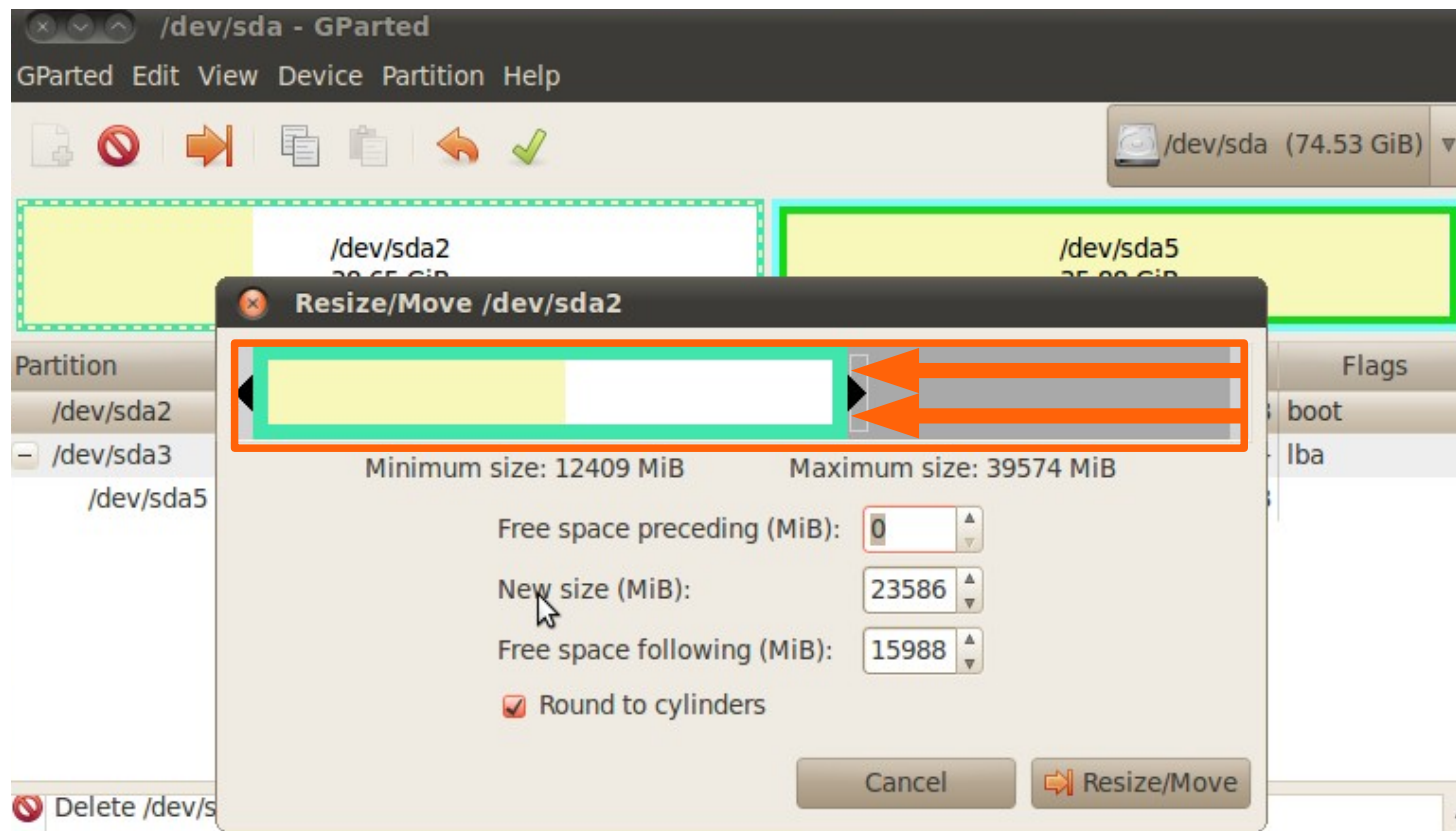 /dev/sda - GParted
GParted Edit View Device Partition Help
/dev/sda (74.53 GiB)
/dev/sda2
/dev/sda5
Resize/Move /dev/sda2
Partition
Flags
/dev/sda2
boot
/dev/sda3
lba
/dev/sda5
Minimum size: 12409 MiB Maximum size: 39574 MiB
Free space preceding (MiB): 0
New size (MiB): 23586
Free space following (MiB): 15988
Round to cylinders
Cancel Resize/Move
Delete /dev/s